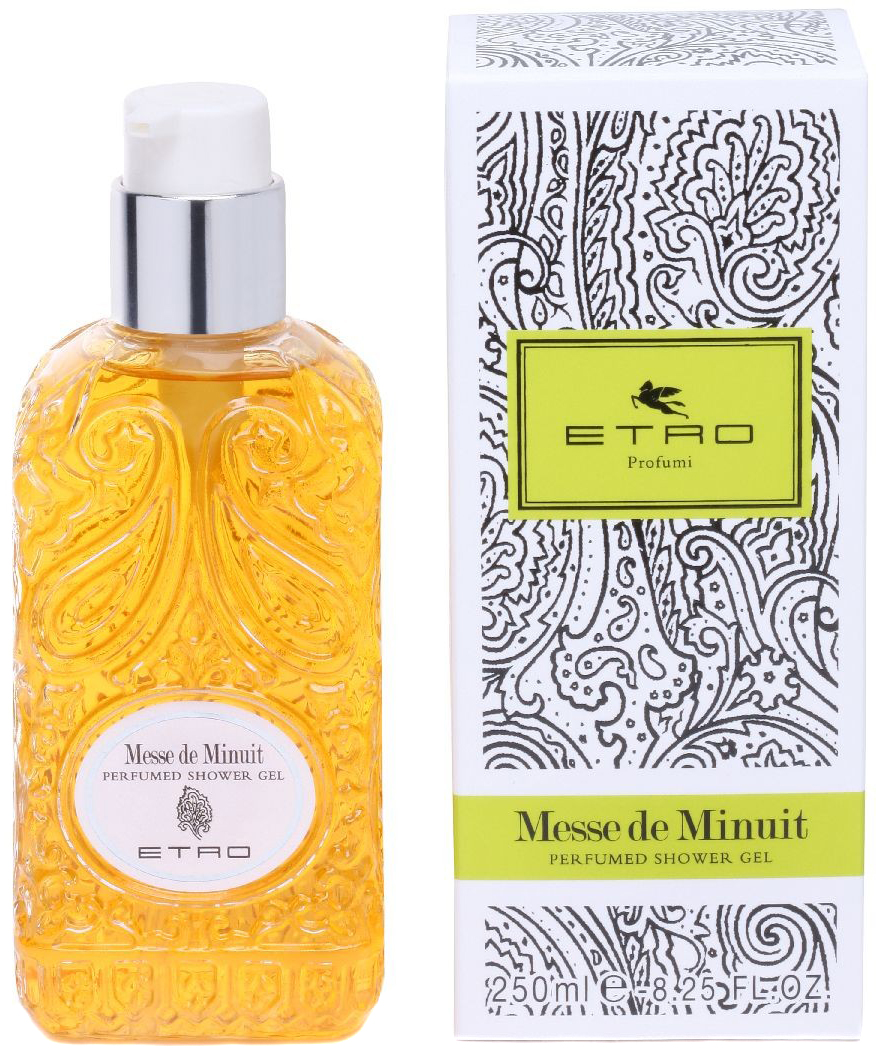 Messe de Minuit
PERFUMED SHOWER GEL
ETRO
ETRO
Profumi
Messe de Minuit
PERFUMED SHOWER GEL
250ml e -8.25 FL.OZ.